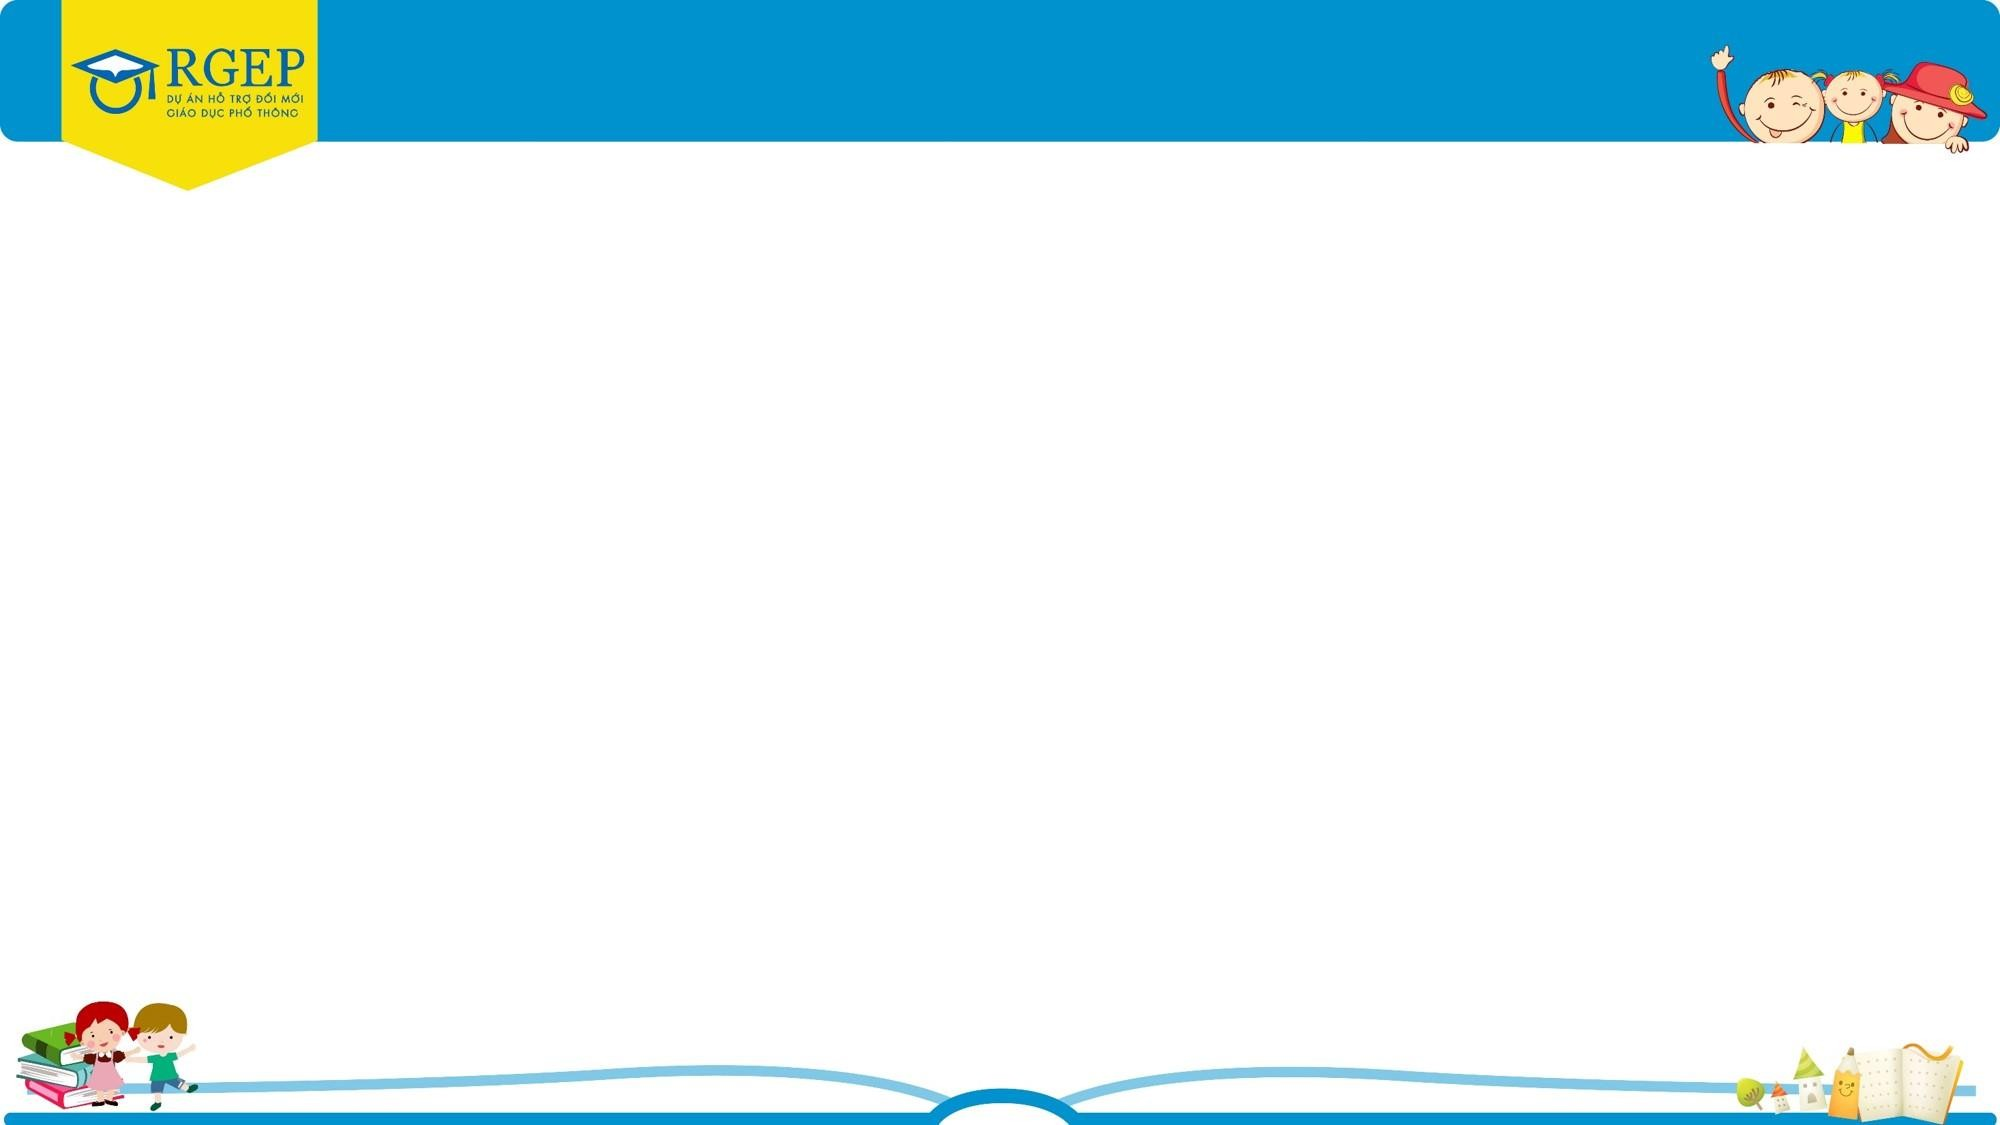 RGEP
DỰ ÁN HỖ TRỢ ĐỔI MỚI
GIÁO DỤC PHỔ THÔNG